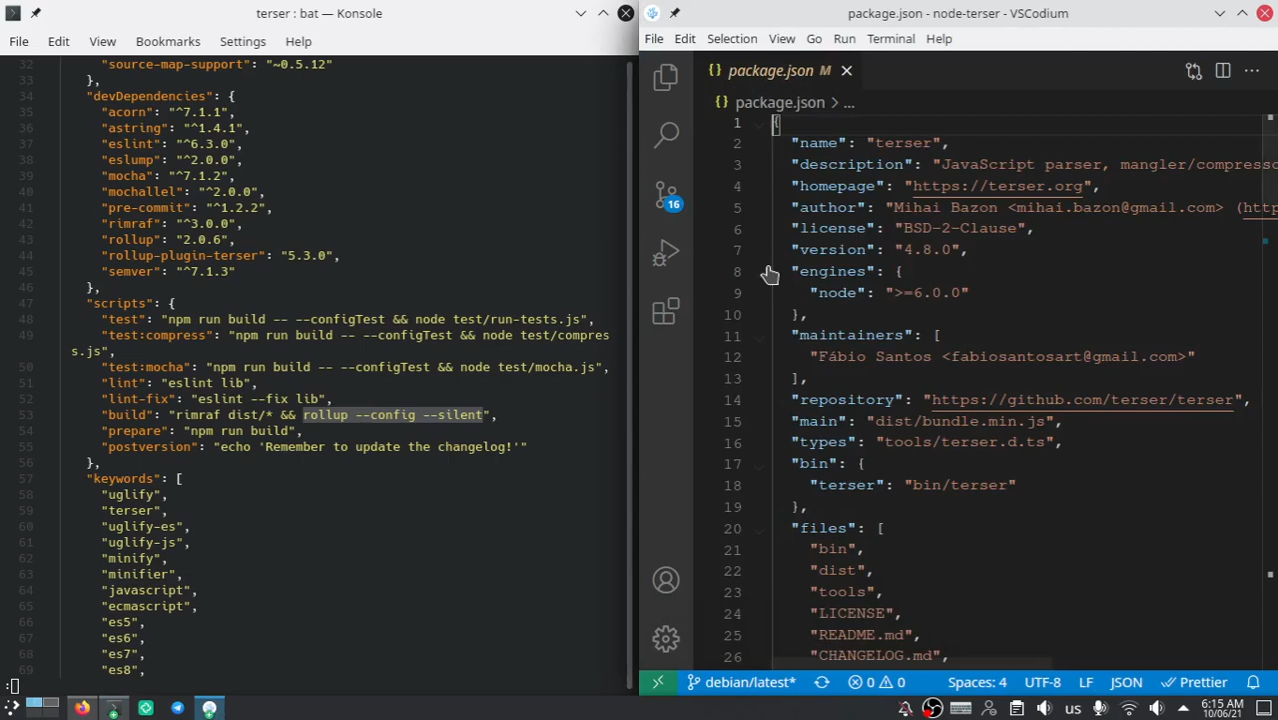 terser : bat — Konsole
File Edit View Bookmarks Settings Help
32 "source-map-support": "~0.5.12"
33 },
34 "devDependencies": {
35 "acorn": "^7.1.1",
36 "astring": "^1.4.1",
37 "eslint": "^6.3.0",
38 "eslump": "^2.0.0",
39 "mocha": "^7.1.2",
40 "mochallel": "^2.0.0",
41 "pre-commit": "^1.2.2",
42 "rimraf": "^3.0.0",
43 "rollup": "2.0.6",
44 "rollup-plugin-terser": "5.3.0",
45 "semver": "^7.1.3"
46 },
47 "scripts": {
48 "test": "npm run build -- --configTest && node test/run-tests.js",
49 "test:compress": "npm run build -- --configTest && node test/compres
s.js",
50 "test:mocha": "npm run build -- --configTest && node test/mocha.js",
51 "lint": "eslint lib",
52 "lint-fix": "eslint --fix lib",
53 "build": "rimraf dist/* && rollup --config --silent",
54 "prepare": "npm run build",
55 "postversion": "echo 'Remember to update the changelog!'"
56 },
57 "keywords": [
58 "uglify",
59 "terser",
60 "uglify-es",
61 "uglify-js",
62 "minify",
63 "minifier",
64 "javascript",
65 "ecmascript",
66 "es5",
67 "es6",
68 "es7",
69 "es8",
:
package.json - node-terser - VSCodium
File Edit Selection View Go Run Terminal Help
{} package.json M
{} package.json > ...
16
1 {
2 "name": "terser",
3 "description": "JavaScript parser, mangler/compresso
4 "homepage": "https://terser.org",
5 "author": "Mihai Bazon <mihai.bazon@gmail.com> (http
6 "license": "BSD-2-Clause",
7 "version": "4.8.0",
8 "engines": {
9 "node": ">=6.0.0"
10 },
11 "maintainers": [
12 "Fábio Santos <fabiosantosart@gmail.com>"
13 ],
14 "repository": "https://github.com/terser/terser",
15 "main": "dist/bundle.min.js",
16 "types": "tools/terser.d.ts",
17 "bin": {
18 "terser": "bin/terser"
19 },
20 "files": [
21 "bin",
22 "dist",
23 "tools",
24 "LICENSE",
25 "README.md",
26 "CHANGELOG.md",
debian/latest* 0 0 Spaces: 4 UTF-8 LF JSON Prettier
us 6:15 AM
10/06/21